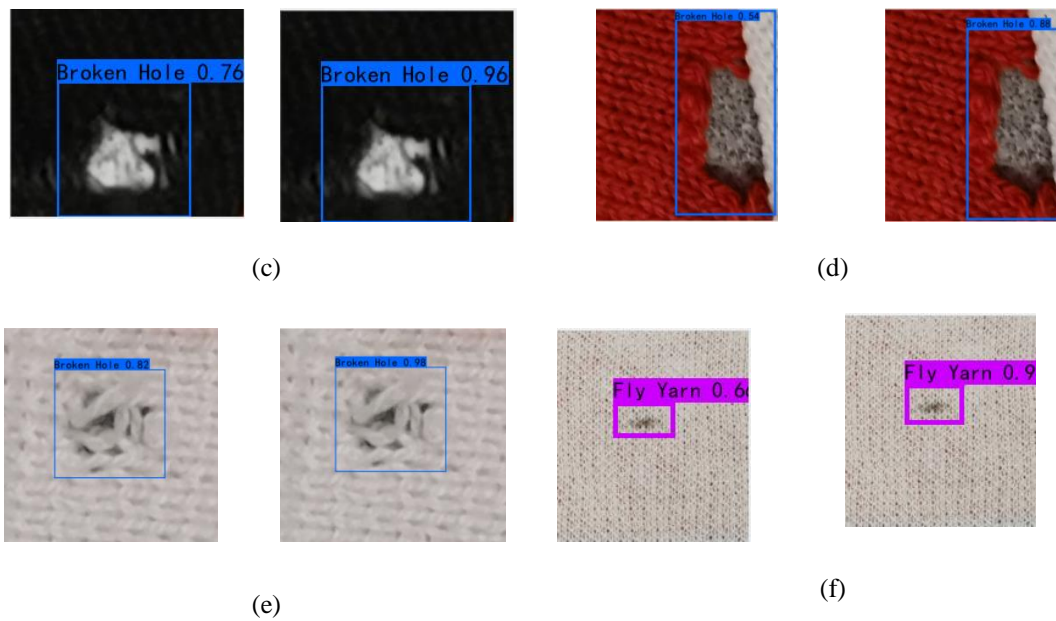 Broken Hole 0.76
Broken Hole 0.96
Broken Hole 0.54
Broken Hole 0.88
(c)
(d)
Broken Hole 0.82
Broken Hole 0.98
Fly Yarn 0.6
Fly Yarn 0.9
(e)
(f)